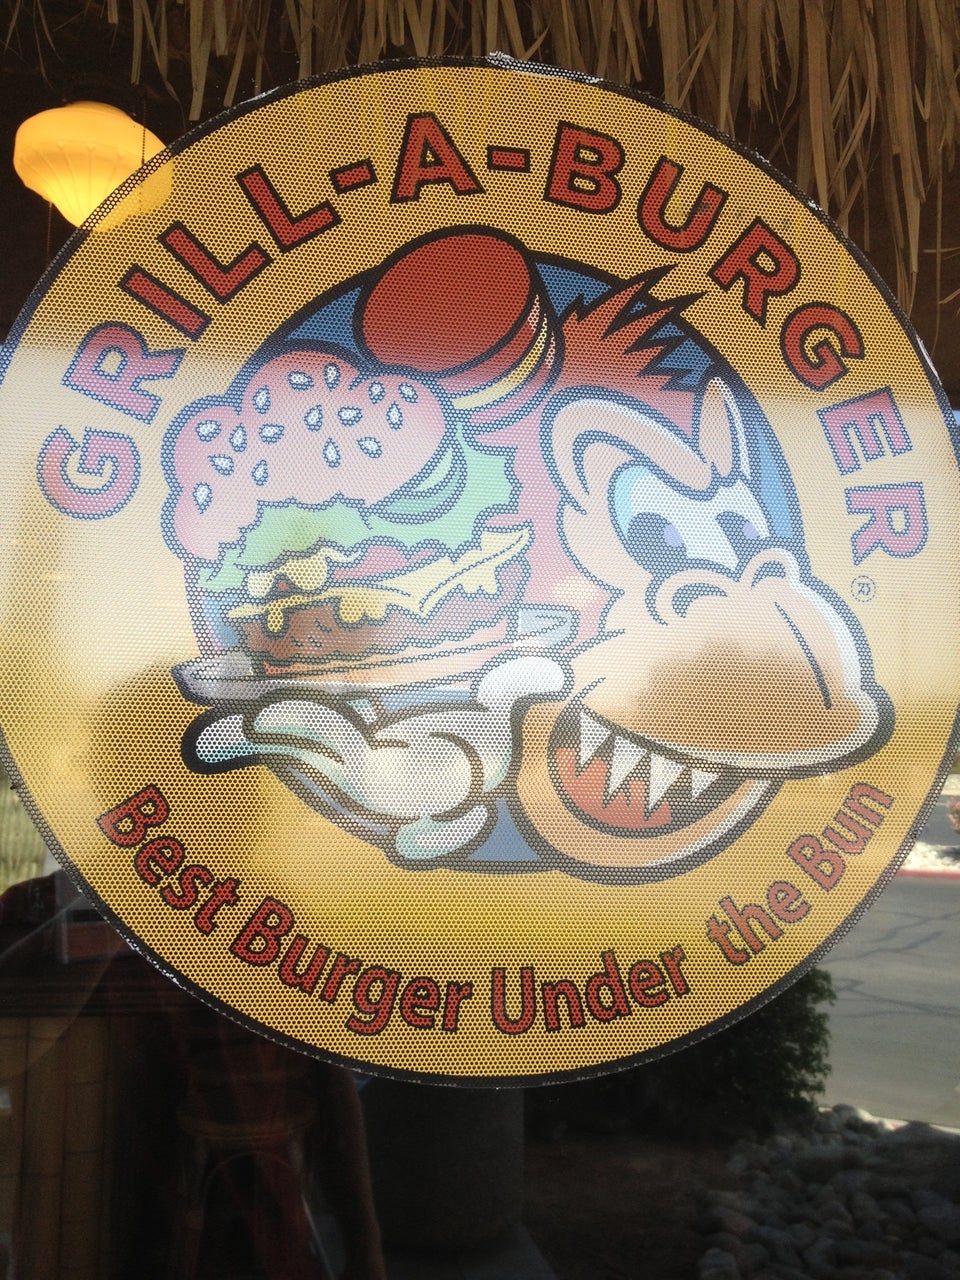 GRILL-A-BURGER
®
Best Burger Under the Bun